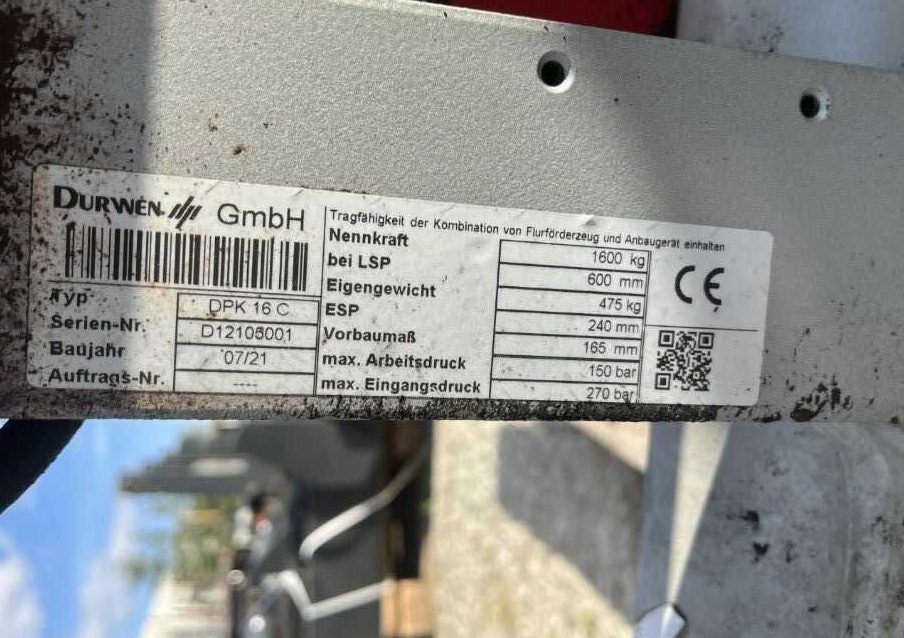 DURWEN GmbH
Typ DPK 16 C
Serien-Nr. D12105001
Baujahr 07/21
Auftrags-Nr. ----
Tragfähigkeit der Kombination von Flurförderzeug und Anbaugerät einhalten
Nennkraft 1600 kg
bei LSP 600 mm
Eigengewicht 475 kg
ESP 240 mm
Vorbaumaß 165 mm
max. Arbeitsdruck 150 bar
max. Eingangsdruck 270 bar
CE